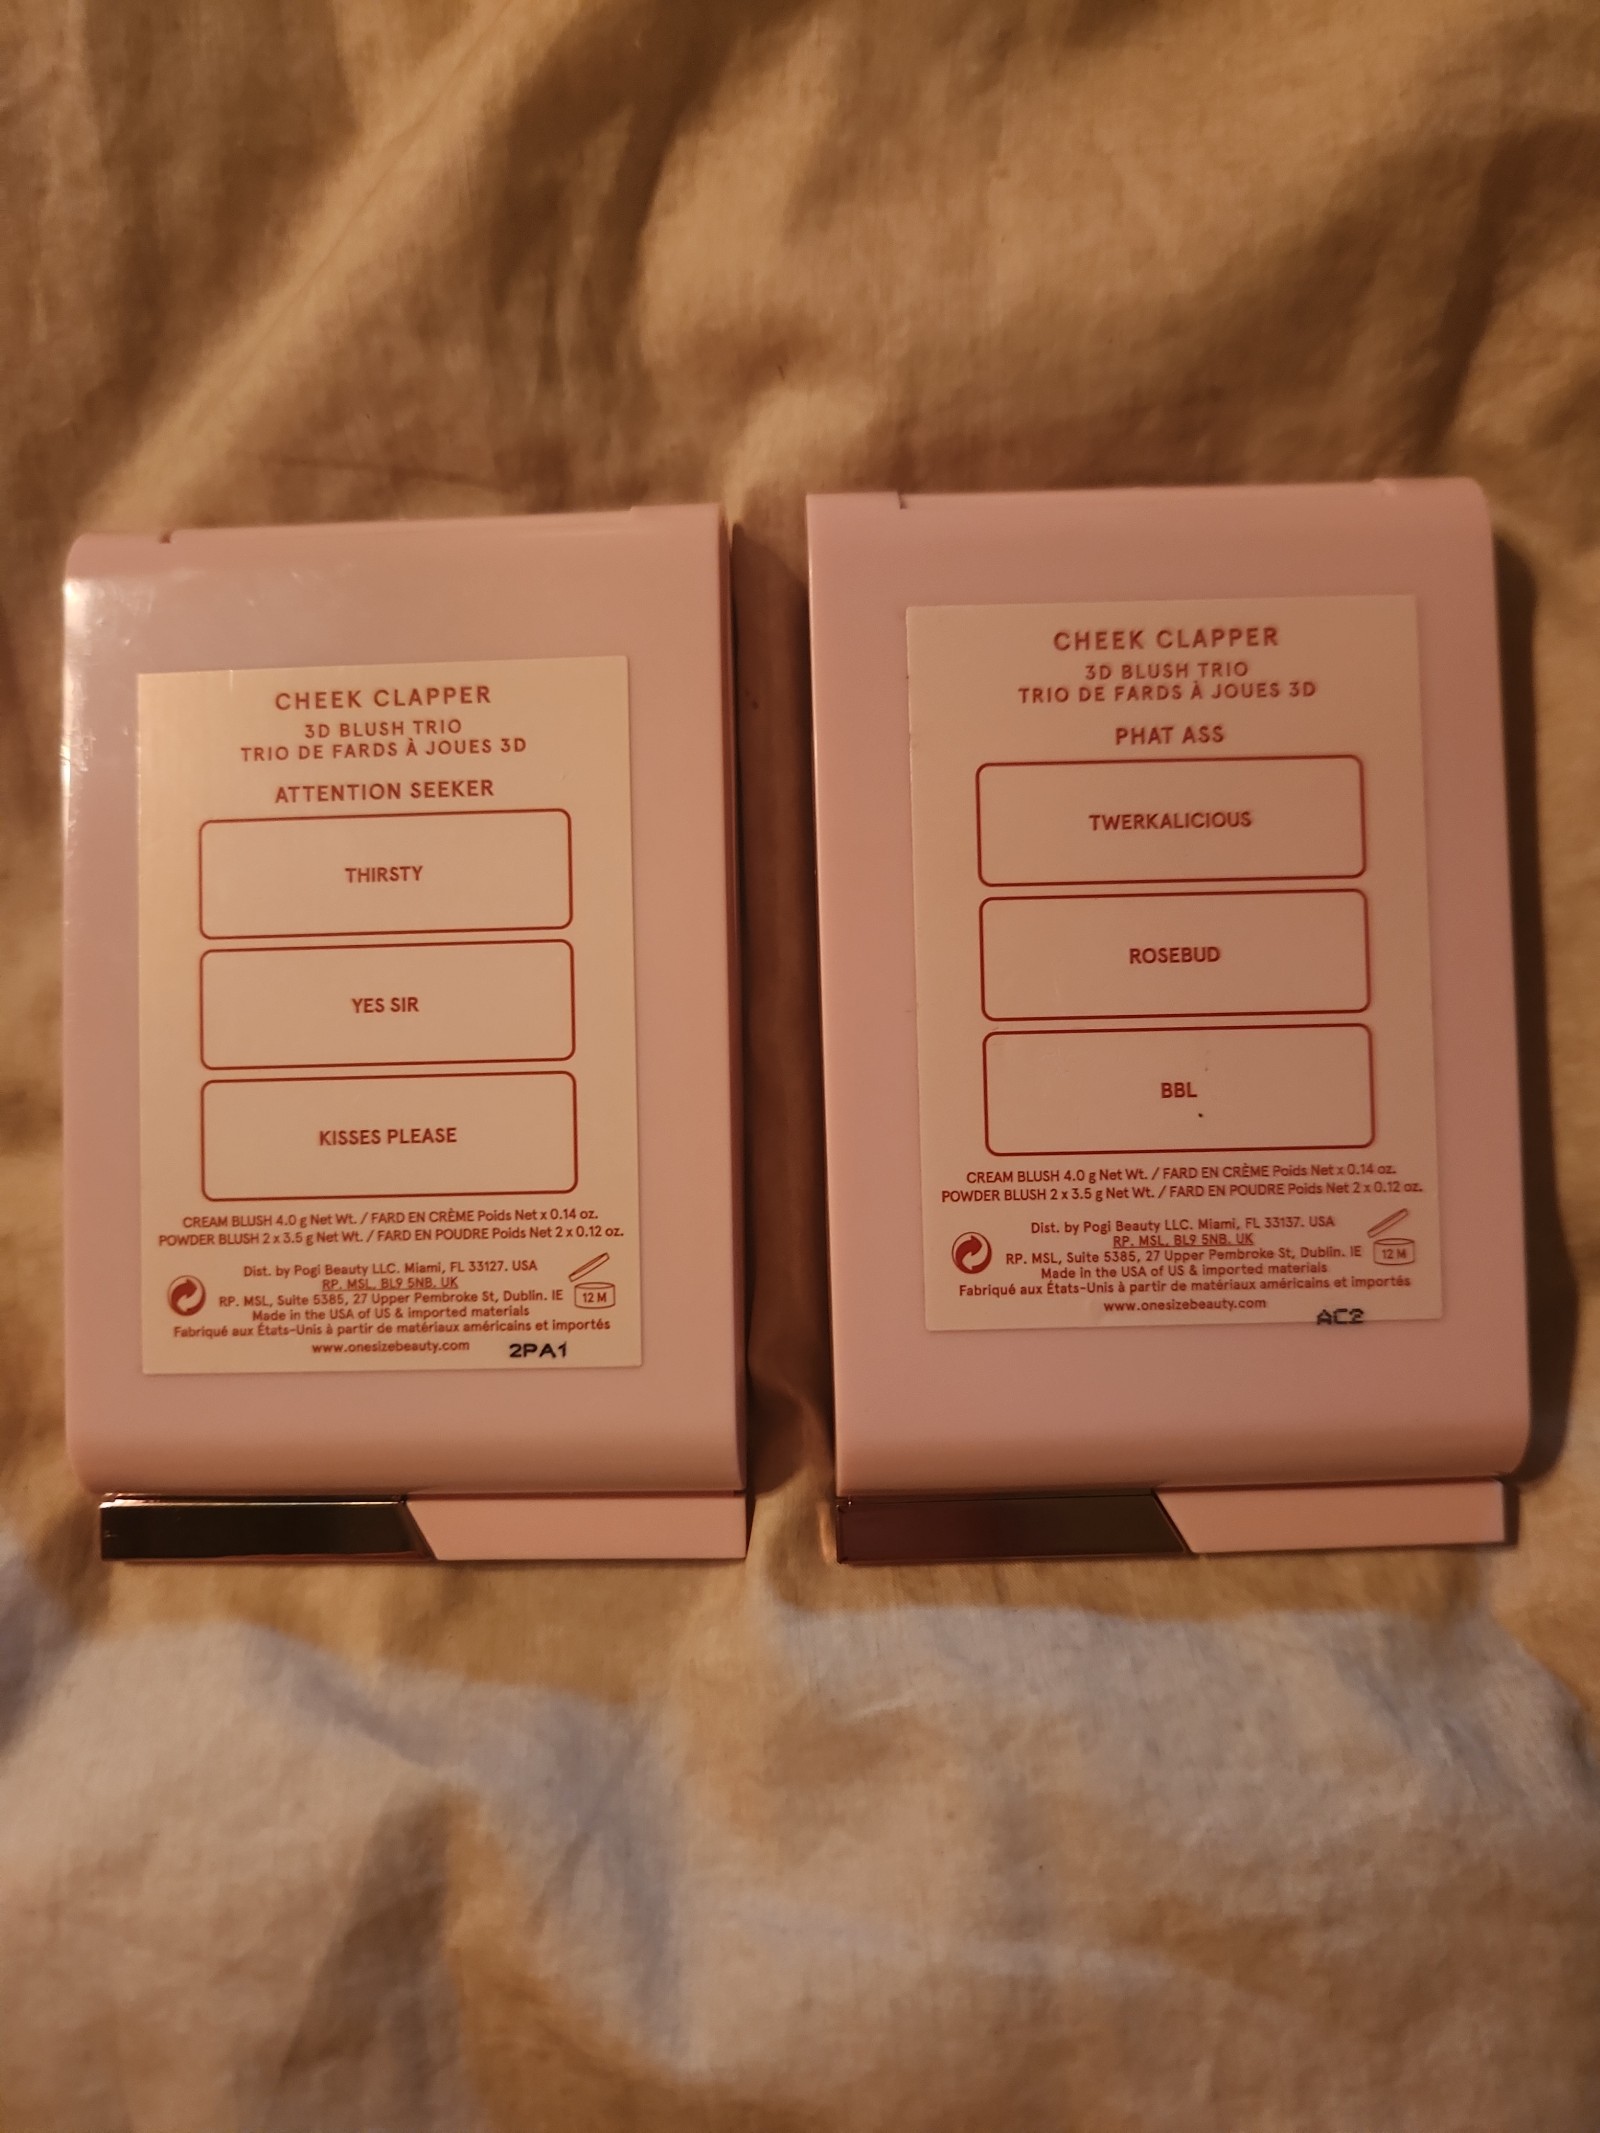 CHEEK CLAPPER
3D BLUSH TRIO
TRIO DE FARDS À JOUES 3D
ATTENTION SEEKER
THIRSTY
YES SIR
KISSES PLEASE
CREAM BLUSH 4.0 g Net Wt. / FARD EN CRÈME Poids Net x 0.14 oz.
POWDER BLUSH 2 x 3.5 g Net Wt. / FARD EN POUDRE Poids Net 2 x 0.12 oz.
Dist. by Pogi Beauty LLC. Miami, FL 33127. USA
RP. MSL, BL9 5NB, UK
RP. MSL, Suite 5385, 27 Upper Pembroke St, Dublin. IE
12 M
Made in the USA of US & imported materials
Fabriqué aux États-Unis à partir de matériaux américains et importés
www.onesizebeauty.com
2PA1
CHEEK CLAPPER
3D BLUSH TRIO
TRIO DE FARDS À JOUES 3D
PHAT ASS
TWERKALICIOUS
ROSEBUD
BBL
CREAM BLUSH 4.0 g Net Wt. / FARD EN CRÈME Poids Net x 0.14 oz.
POWDER BLUSH 2 x 3.5 g Net Wt. / FARD EN POUDRE Poids Net 2 x 0.12 oz.
Dist. by Pogi Beauty LLC. Miami, FL 33137. USA
RP. MSL, BL9 5NB, UK
RP. MSL, Suite 5385, 27 Upper Pembroke St, Dublin. IE
12 M
Made in the USA of US & imported materials
Fabriqué aux États-Unis à partir de matériaux américains et importés
www.onesizebeauty.com
AC2